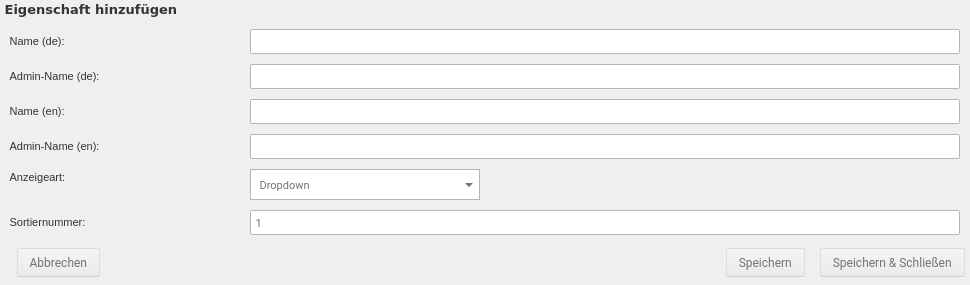 Eigenschaft hinzufügen
Name (de):
Admin-Name (de):
Name (en):
Admin-Name (en):
Anzeigeart:
Dropdown
Sortiernummer:
1
Abbrechen
Speichern
Speichern & Schließen